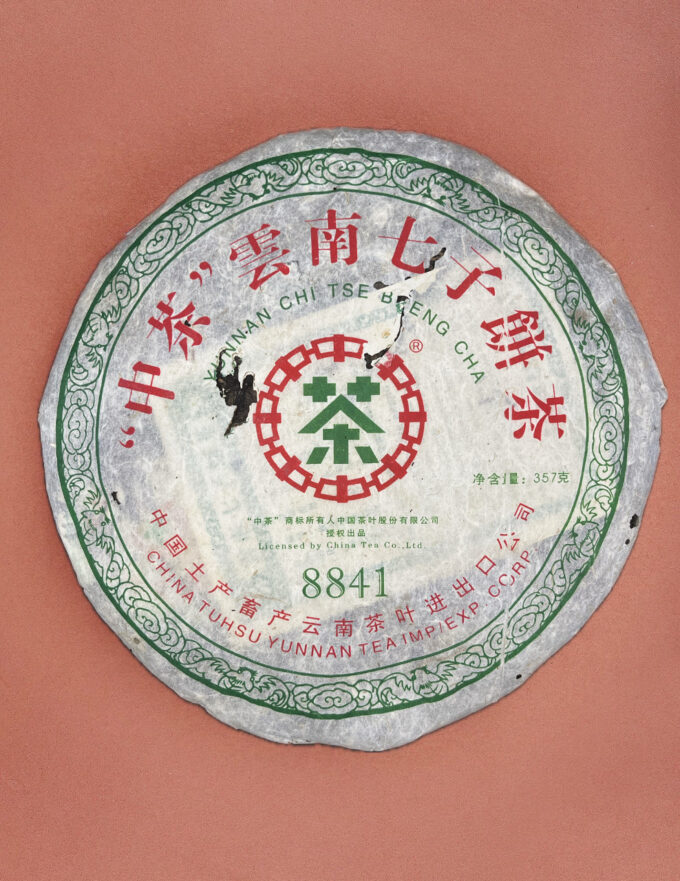 “中茶”雲南七子餅茶
YUNNAN CHI TSE BEENG CHA
®
茶
净含量：357克
“中茶”商标所有人中国茶叶股份有限公司
授权出品
Licensed by China Tea Co.,Ltd.
8841
中国土产畜产云南茶叶进出口公司
CHINA TUHSU YUNNAN TEA IMP/EXP. CORP